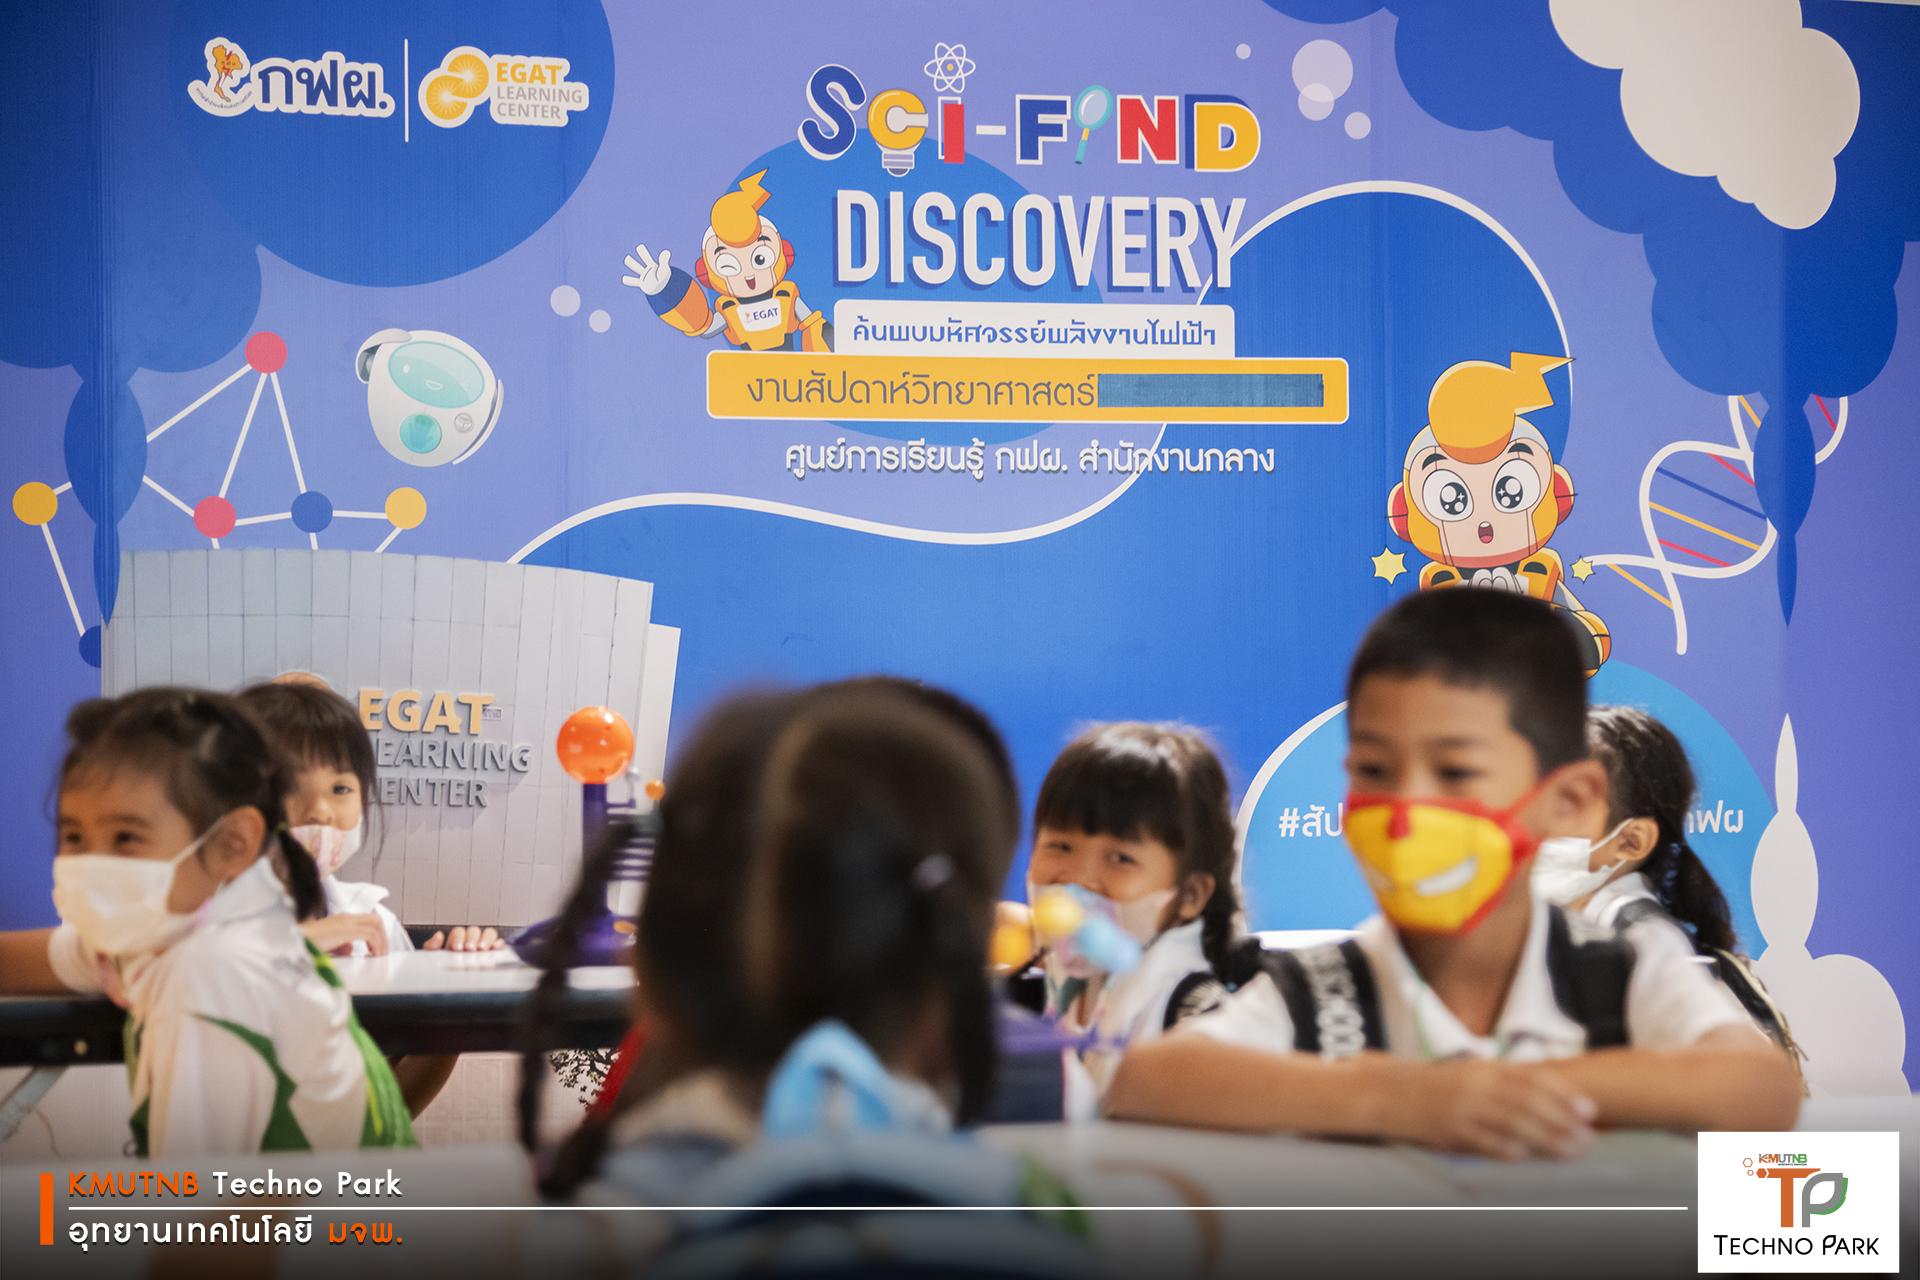 กฟผ.
EGAT
LEARNING
CENTER
SCI-FIND
DISCOVERY
EGAT
ค้นพบมหัศจรรย์พลังงานไฟฟ้า
งานสัปดาห์วิทยาศาสตร์
ศูนย์การเรียนรู้ กฟผ. สำนักงานกลาง
EGAT
LEARNING
CENTER
#สัป
กฟผ
KMUTNB Techno Park
อุทยานเทคโนโลยี มจพ.
KMUTNB
TP
TECHNO PARK